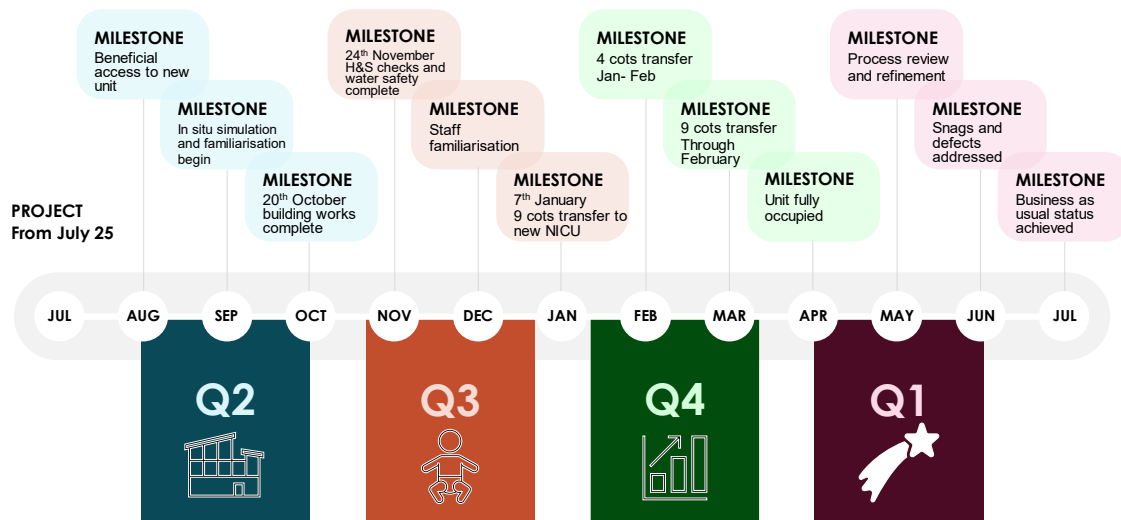 MILESTONE
Beneficial
access to new
unit
MILESTONE
In situ simulation
and familiarisation
begin
MILESTONE
20th October
building works
complete
MILESTONE
24th November
H&S checks and
water safety
complete
MILESTONE
Staff
familiarisation
MILESTONE
7th January
9 cots transfer to
new NICU
MILESTONE
4 cots transfer
Jan- Feb
MILESTONE
9 cots transfer
Through
February
MILESTONE
Unit fully
occupied
MILESTONE
Process review
and refinement
MILESTONE
Snags and
defects
addressed
MILESTONE
Business as
usual status
achieved
PROJECT
From July 25
JUL
AUG
SEP
OCT
NOV
DEC
JAN
FEB
MAR
APR
MAY
JUN
JUL
Q2
Q3
Q4
Q1